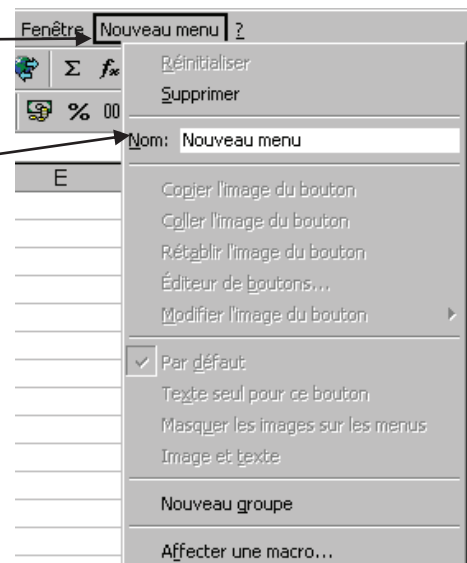 Fenêtre Nouveau menu ?
Σ fx
% 00
E
Réinitialiser
Supprimer
Nom: Nouveau menu
Copier l'image du bouton
Coller l'image du bouton
Rétablir l'image du bouton
Éditeur de boutons...
Modifier l'image du bouton
Par défaut
Texte seul pour ce bouton
Masquer les images sur les menus
Image et texte
Nouveau groupe
Affecter une macro...